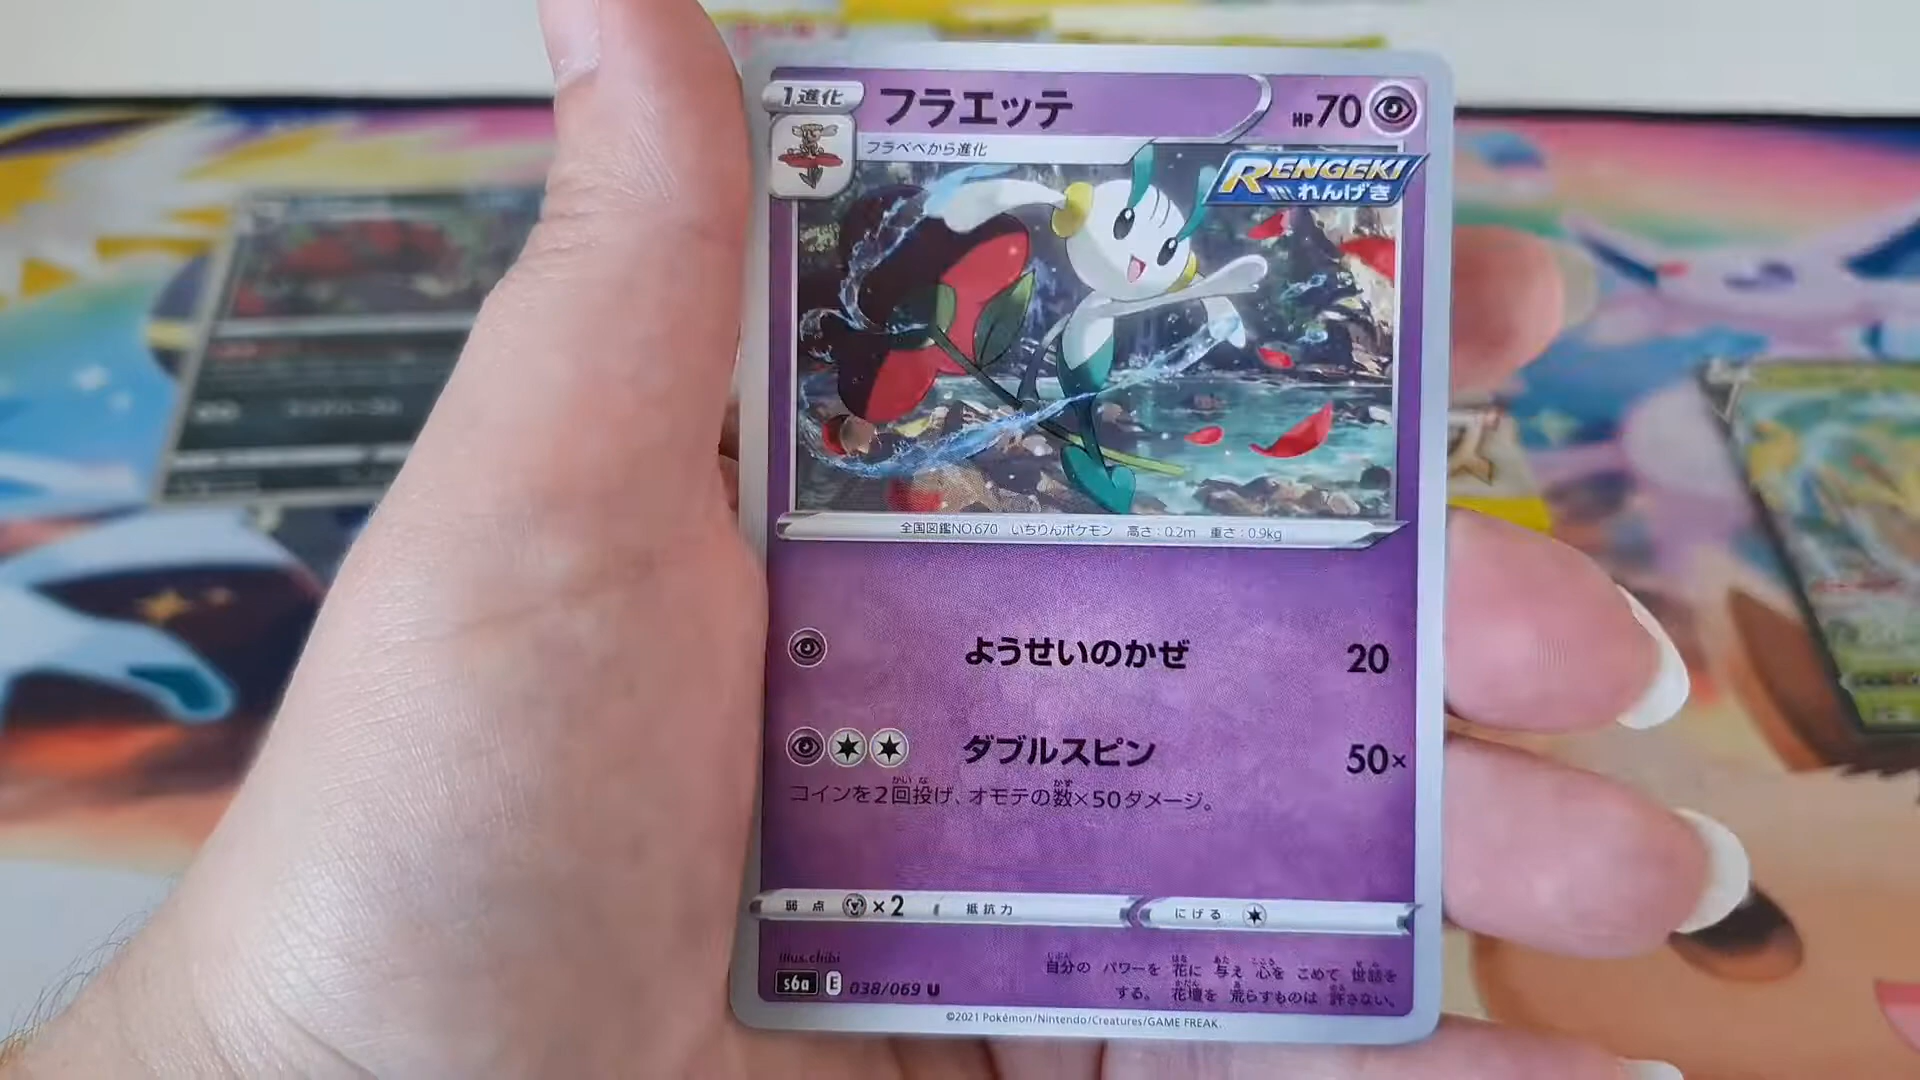 1進化
フラエッテ
HP70
フラベベから進化
RENGEKI
れんげき
全国図鑑NO.670 いちりんポケモン 高さ:0.2m 重さ:0.9kg
ようせいのかぜ 20
ダブルスピン 50×
コインを2回投げ、オモテの数×50ダメージ。
弱点 ×2 抵抗力 にげる
illus.chibi
自分の パワーを 花に 与え 心を こめて 世話を
する。 花壇を 荒らすものは 許さない。
s6a E 038/069 U
©2021 Pokémon/Nintendo/Creatures/GAME FREAK.
ズ